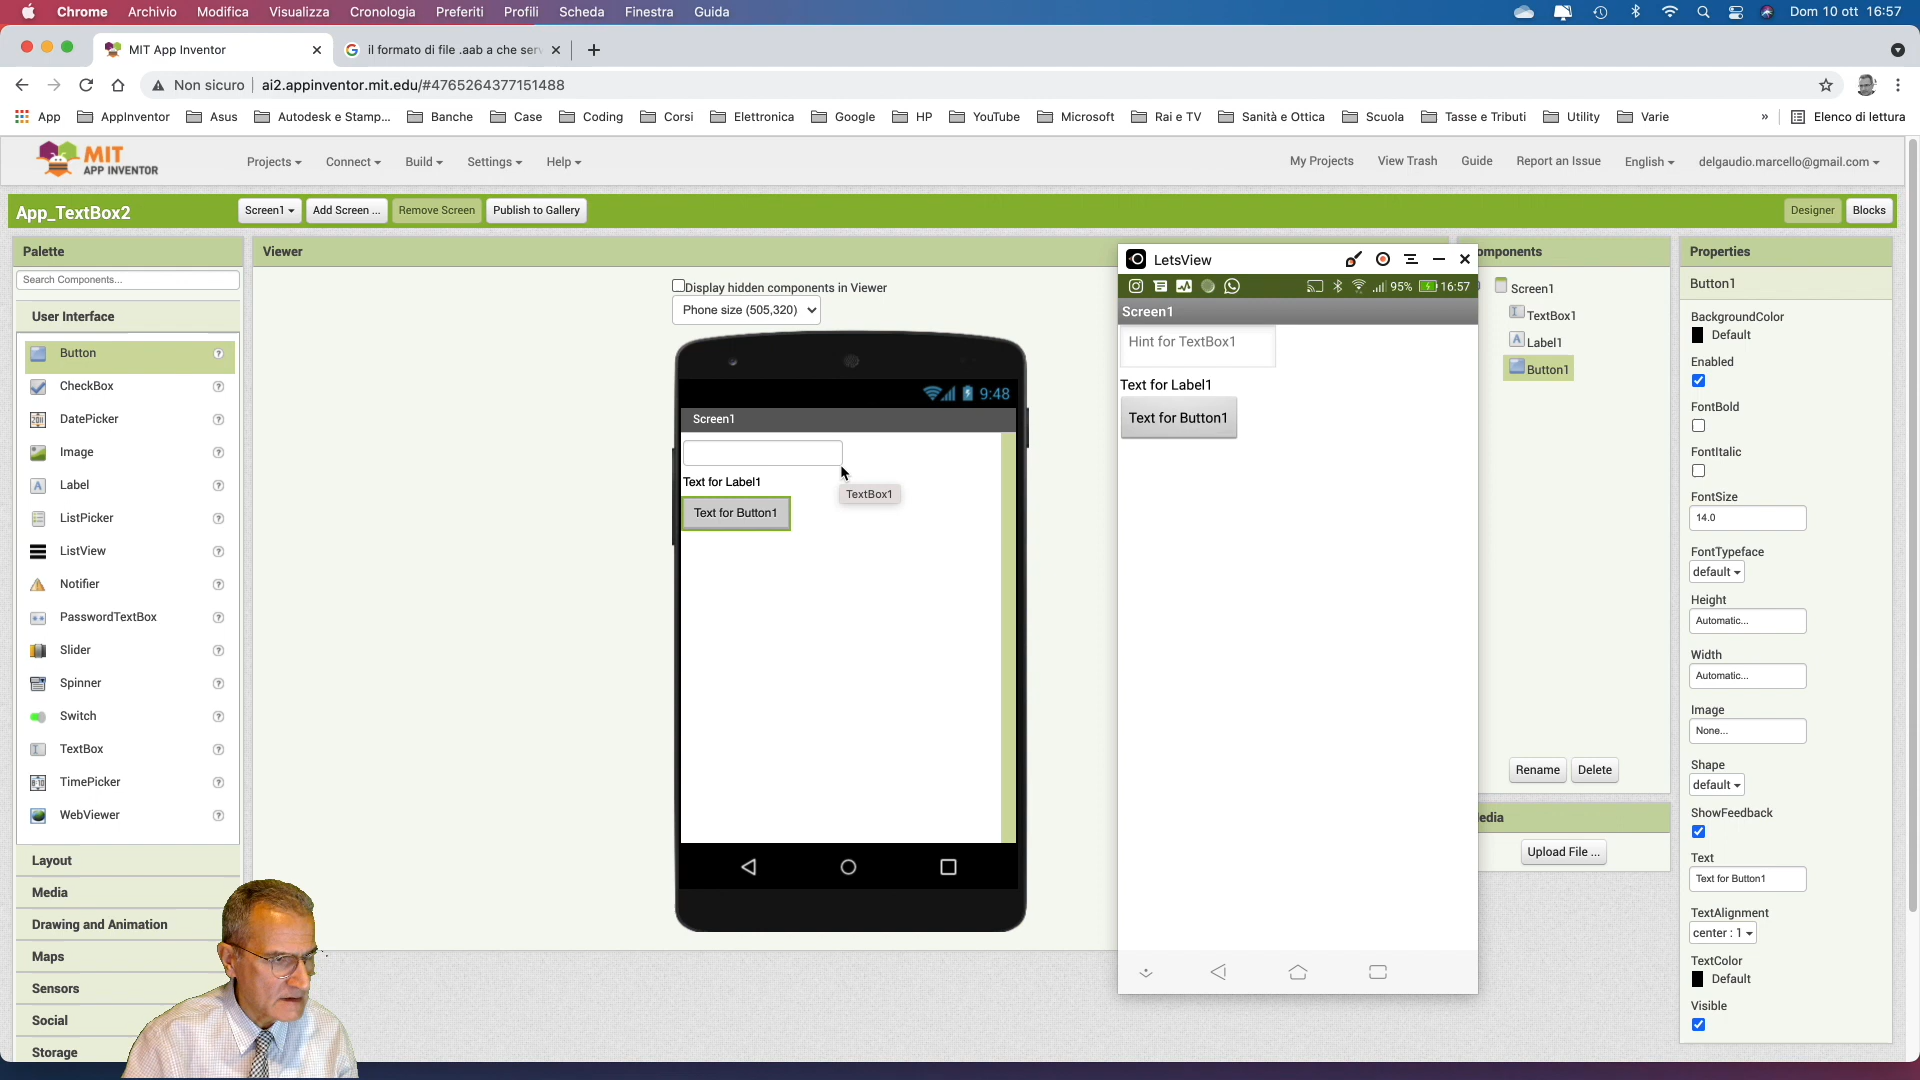 Chrome Archivio Modifica Visualizza Cronologia Preferiti Profili Scheda Finestra Guida Dom 10 ott 16:57
MIT App Inventor
il formato di file .aab a che serv
Non sicuro ai2.appinventor.mit.edu/#4765264377151488
App AppInventor Asus Autodesk e Stamp... Banche Case Coding Corsi Elettronica Google HP YouTube Microsoft Rai e TV Sanità e Ottica Scuola Tasse e Tributi Utility Varie » Elenco di lettura
MIT
APP INVENTOR
Projects Connect Build Settings Help My Projects View Trash Guide Report an Issue English delgaudio.marcello@gmail.com
App_TextBox2 Screen1 Add Screen ... Remove Screen Publish to Gallery Designer Blocks
Palette
Search Components...
User Interface
Button
CheckBox
DatePicker
Image
Label
ListPicker
ListView
Notifier
PasswordTextBox
Slider
Spinner
Switch
TextBox
TimePicker
WebViewer
Layout
Media
Drawing and Animation
Maps
Sensors
Social
Storage
Viewer
Display hidden components in Viewer
Phone size (505,320)
9:48
Screen1
Text for Label1
TextBox1
Text for Button1
LetsView
95% 16:57
Screen1
Hint for TextBox1
Text for Label1
Text for Button1
omponents
Screen1
TextBox1
Label1
Button1
Rename Delete
edia
Upload File ...
Properties
Button1
BackgroundColor
Default
Enabled
FontBold
FontItalic
FontSize
14.0
FontTypeface
default
Height
Automatic...
Width
Automatic...
Image
None...
Shape
default
ShowFeedback
Text
Text for Button1
TextAlignment
center : 1
TextColor
Default
Visible